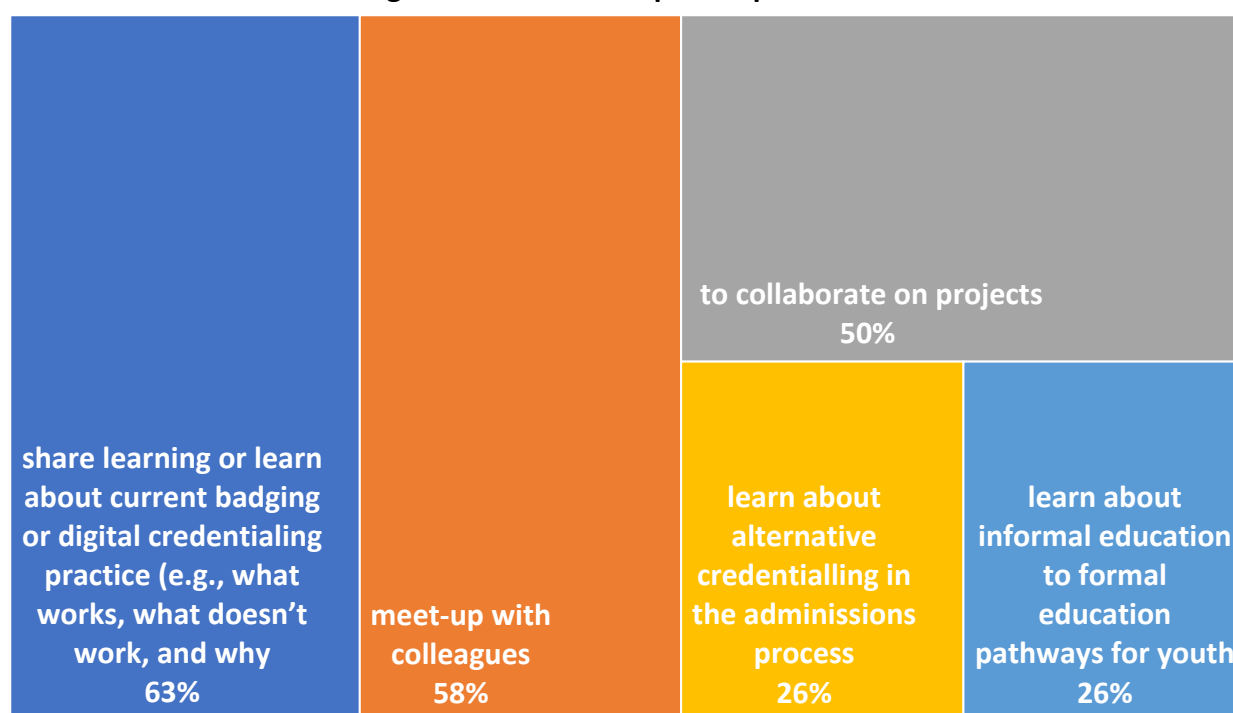 share learning or learn
about current badging
or digital credentialing
practice (e.g., what
works, what doesn’t
work, and why
63%
meet-up with
colleagues
58%
to collaborate on projects
50%
learn about
alternative
credentialling in
the adminissions
process
26%
learn about
informal education
to formal
education
pathways for youth
26%